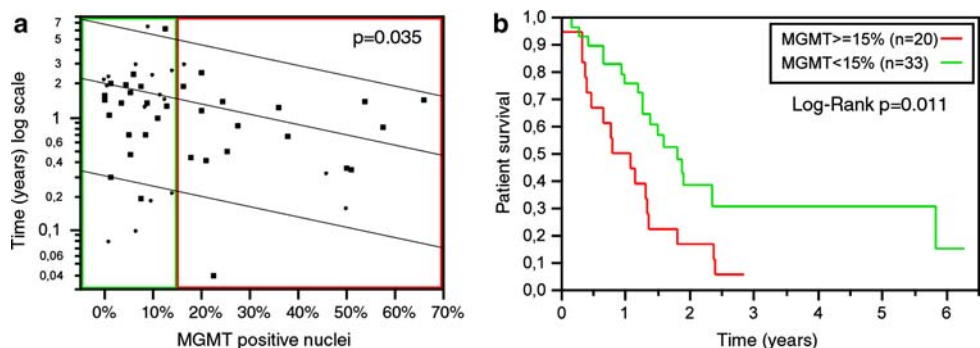 a
p=0.035
Time (years) log scale
7
5
3
2
1
0,6
0,4
0,2
0,1
0,06
0,04
0% 10% 20% 30% 40% 50% 60% 70%
MGMT positive nuclei
b
Patient survival
1,0
0,9
0,8
0,7
0,6
0,5
0,4
0,3
0,2
0,1
0,0
MGMT>=15% (n=20)
MGMT<15% (n=33)
Log-Rank p=0.011
0 1 2 3 4 5 6
Time (years)